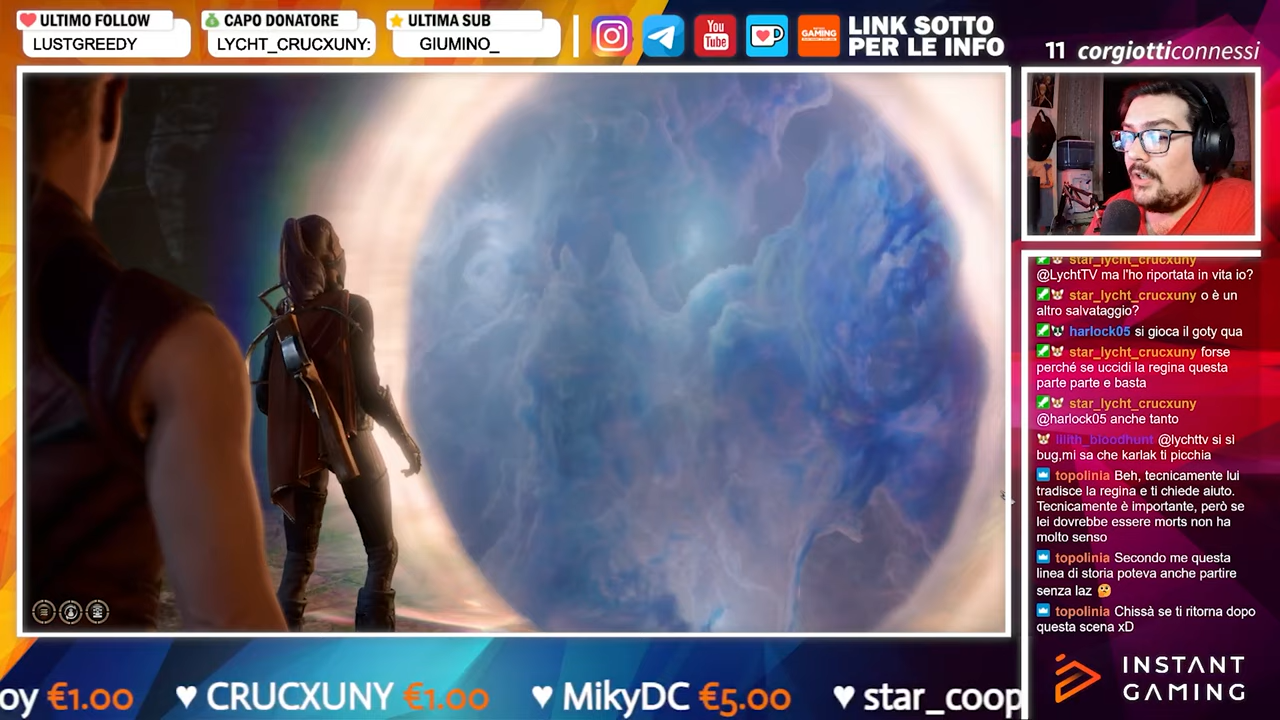 ULTIMO FOLLOW
LUSTGREEDY
CAPO DONATORE
LYCHT_CRUCXUNY:
ULTIMA SUB
GIUMINO_
You
Tube
GAMING
LINK SOTTO
PER LE INFO
11 corgiotticonnessi
star_lycht_crucxuny
@LychtTV ma l'ho riportata in vita io?
star_lycht_crucxuny o è un
altro salvataggio?
harlock05 si gioca il goty qua
star_lycht_crucxuny forse
perché se uccidi la regina questa
parte parte e basta
star_lycht_crucxuny
@harlock05 anche tanto
lilith_bloodhunt @lychttv si si
bug,mi sa che karlak ti picchia
topolinia Beh, tecnicamente lui
tradisce la regina e ti chiede aiuto.
Tecnicamente è importante, però se
lei dovrebbe essere morts non ha
molto senso
topolinia Secondo me questa
linea di storia poteva anche partire
senza laz
topolinia Chissà se ti ritorna dopo
questa scena xD
INSTANT
GAMING
oy €1.00 ♥ CRUCXUNY €1.00 ♥ MikyDC €5.00 ♥ star_coop